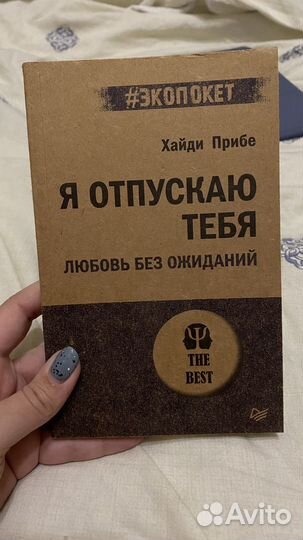 #ЭКОПОКЕТ
Хайди Прибе
Я ОТПУСКАЮ
ТЕБЯ
ЛЮБОВЬ БЕЗ ОЖИДАНИЙ
Ψ
THE
BEST
Avito